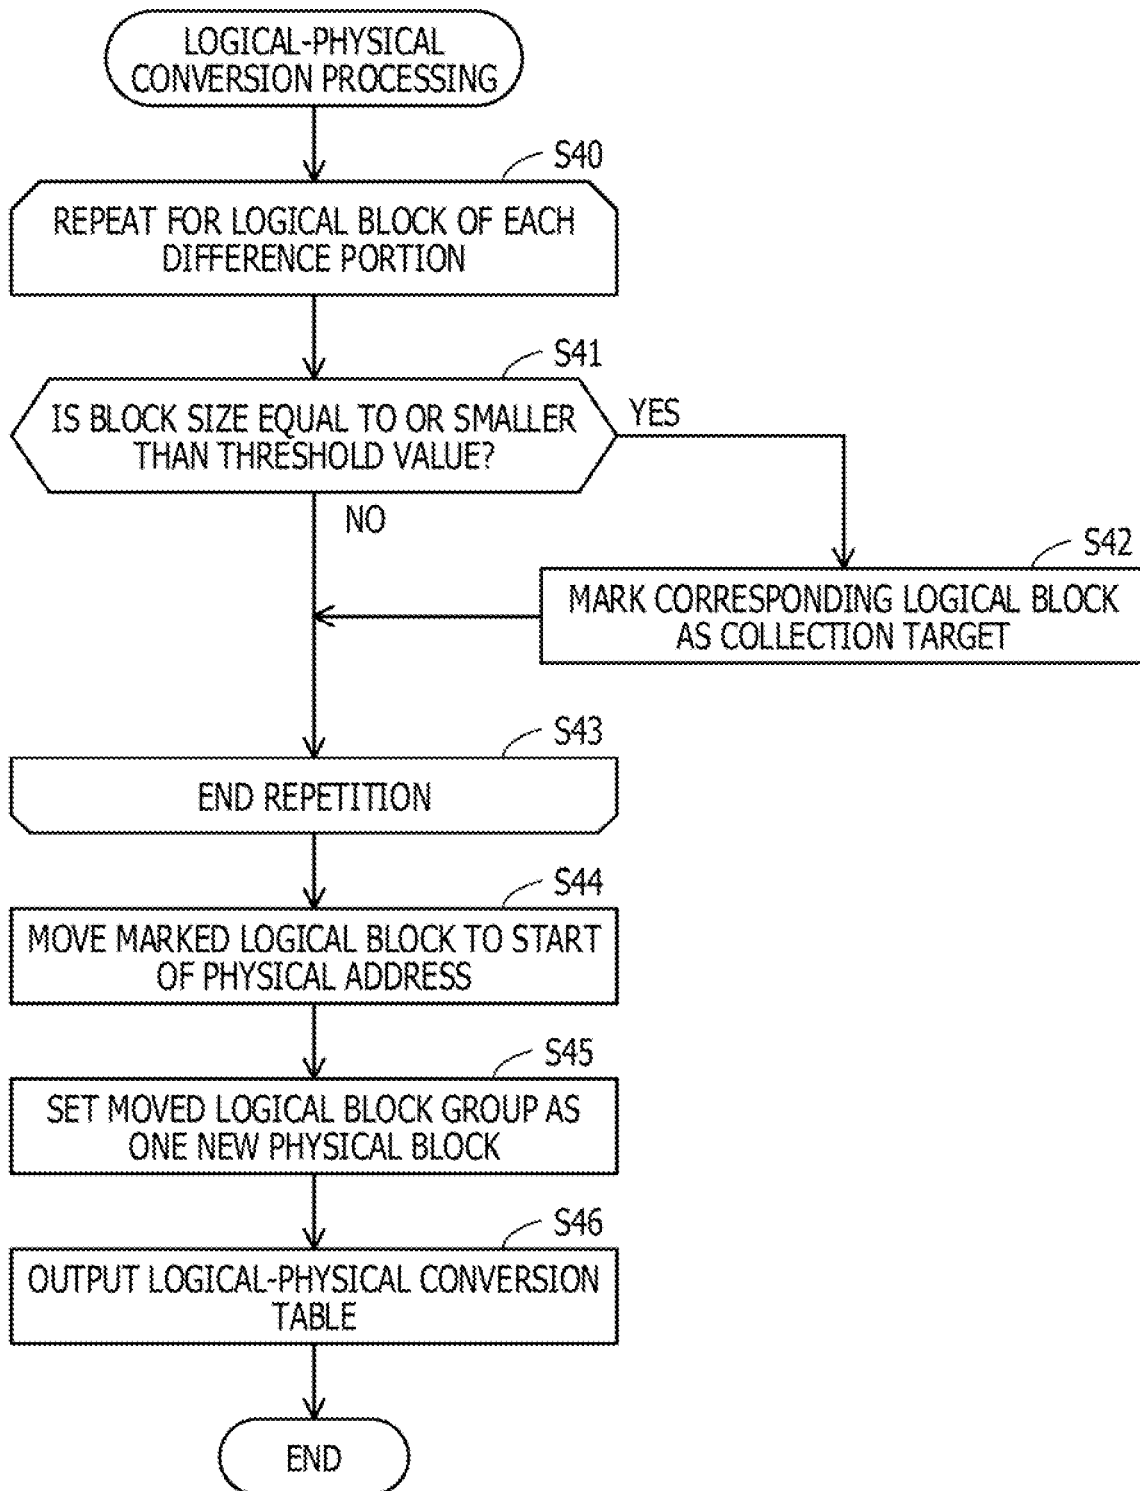 LOGICAL-PHYSICAL
CONVERSION PROCESSING
S40
REPEAT FOR LOGICAL BLOCK OF EACH
DIFFERENCE PORTION
S41
IS BLOCK SIZE EQUAL TO OR SMALLER
THAN THRESHOLD VALUE?
YES
NO
S42
MARK CORRESPONDING LOGICAL BLOCK
AS COLLECTION TARGET
S43
END REPETITION
S44
MOVE MARKED LOGICAL BLOCK TO START
OF PHYSICAL ADDRESS
S45
SET MOVED LOGICAL BLOCK GROUP AS
ONE NEW PHYSICAL BLOCK
S46
OUTPUT LOGICAL-PHYSICAL CONVERSION
TABLE
END